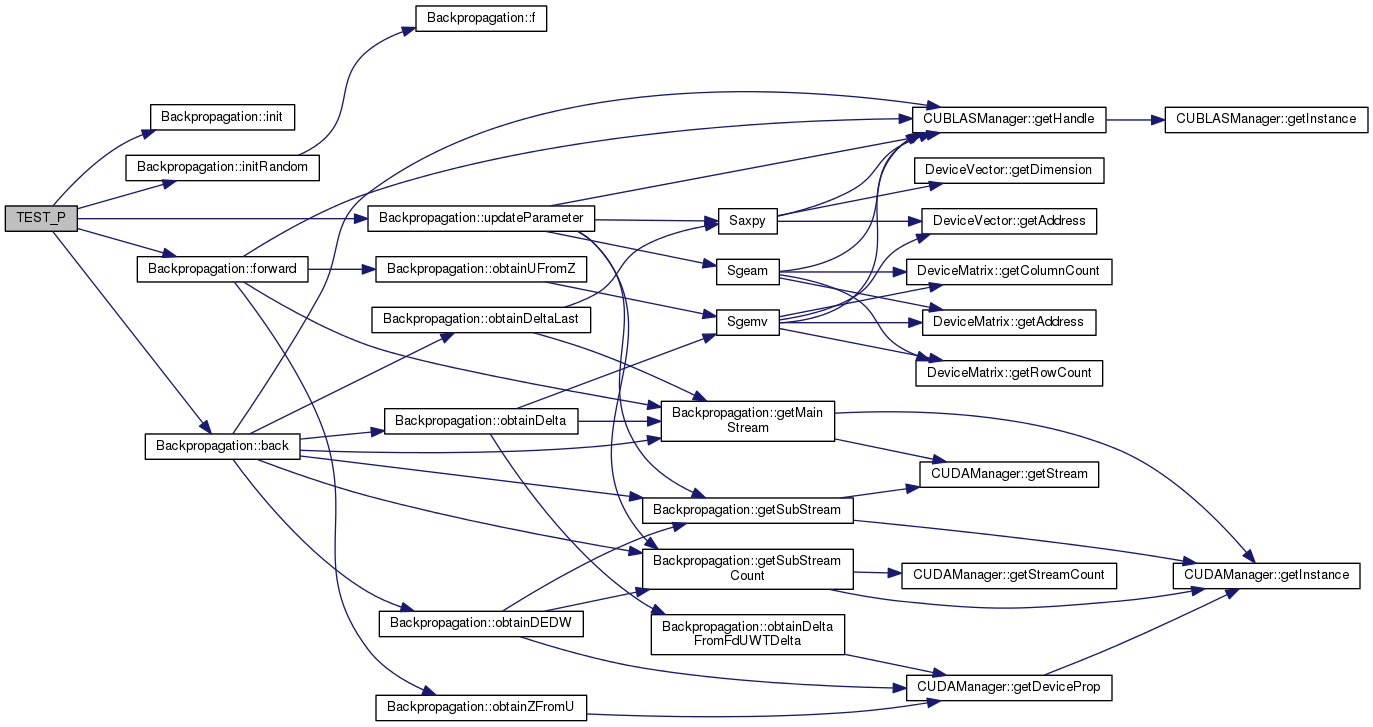 Backpropagation::f
Backpropagation::init
CUBLASManager::getHandle
CUBLASManager::getInstance
Backpropagation::initRandom
DeviceVector::getDimension
TEST_P
Backpropagation::updateParameter
Saxpy
DeviceVector::getAddress
Backpropagation::forward
Backpropagation::obtainUFromZ
Sgeam
DeviceMatrix::getColumnCount
Backpropagation::obtainDeltaLast
Sgemv
DeviceMatrix::getAddress
DeviceMatrix::getRowCount
Backpropagation::obtainDelta
Backpropagation::getMain
Stream
Backpropagation::back
CUDAManager::getStream
Backpropagation::getSubStream
Backpropagation::getSubStream
Count
CUDAManager::getStreamCount
CUDAManager::getInstance
Backpropagation::obtainDEDW
Backpropagation::obtainDelta
FromFdUWTDelta
CUDAManager::getDeviceProp
Backpropagation::obtainZFromU